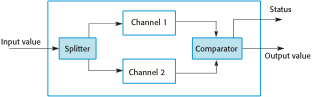 Status
Channel 1
Input value
Splitter
Comparator
Output value
Channel 2